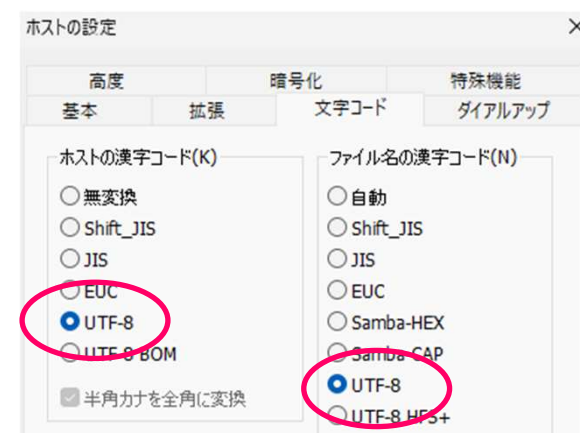 ホストの設定
高度 暗号化 特殊機能
基本 拡張 文字コード ダイアルアップ
ホストの漢字コード(K)
無変換
Shift_JIS
JIS
EUC
UTF-8
UTF-8 BOM
半角カナを全角に変換
ファイル名の漢字コード(N)
自動
Shift_JIS
JIS
EUC
Samba-HEX
Samba-CAP
UTF-8
UTF-8 HFS+